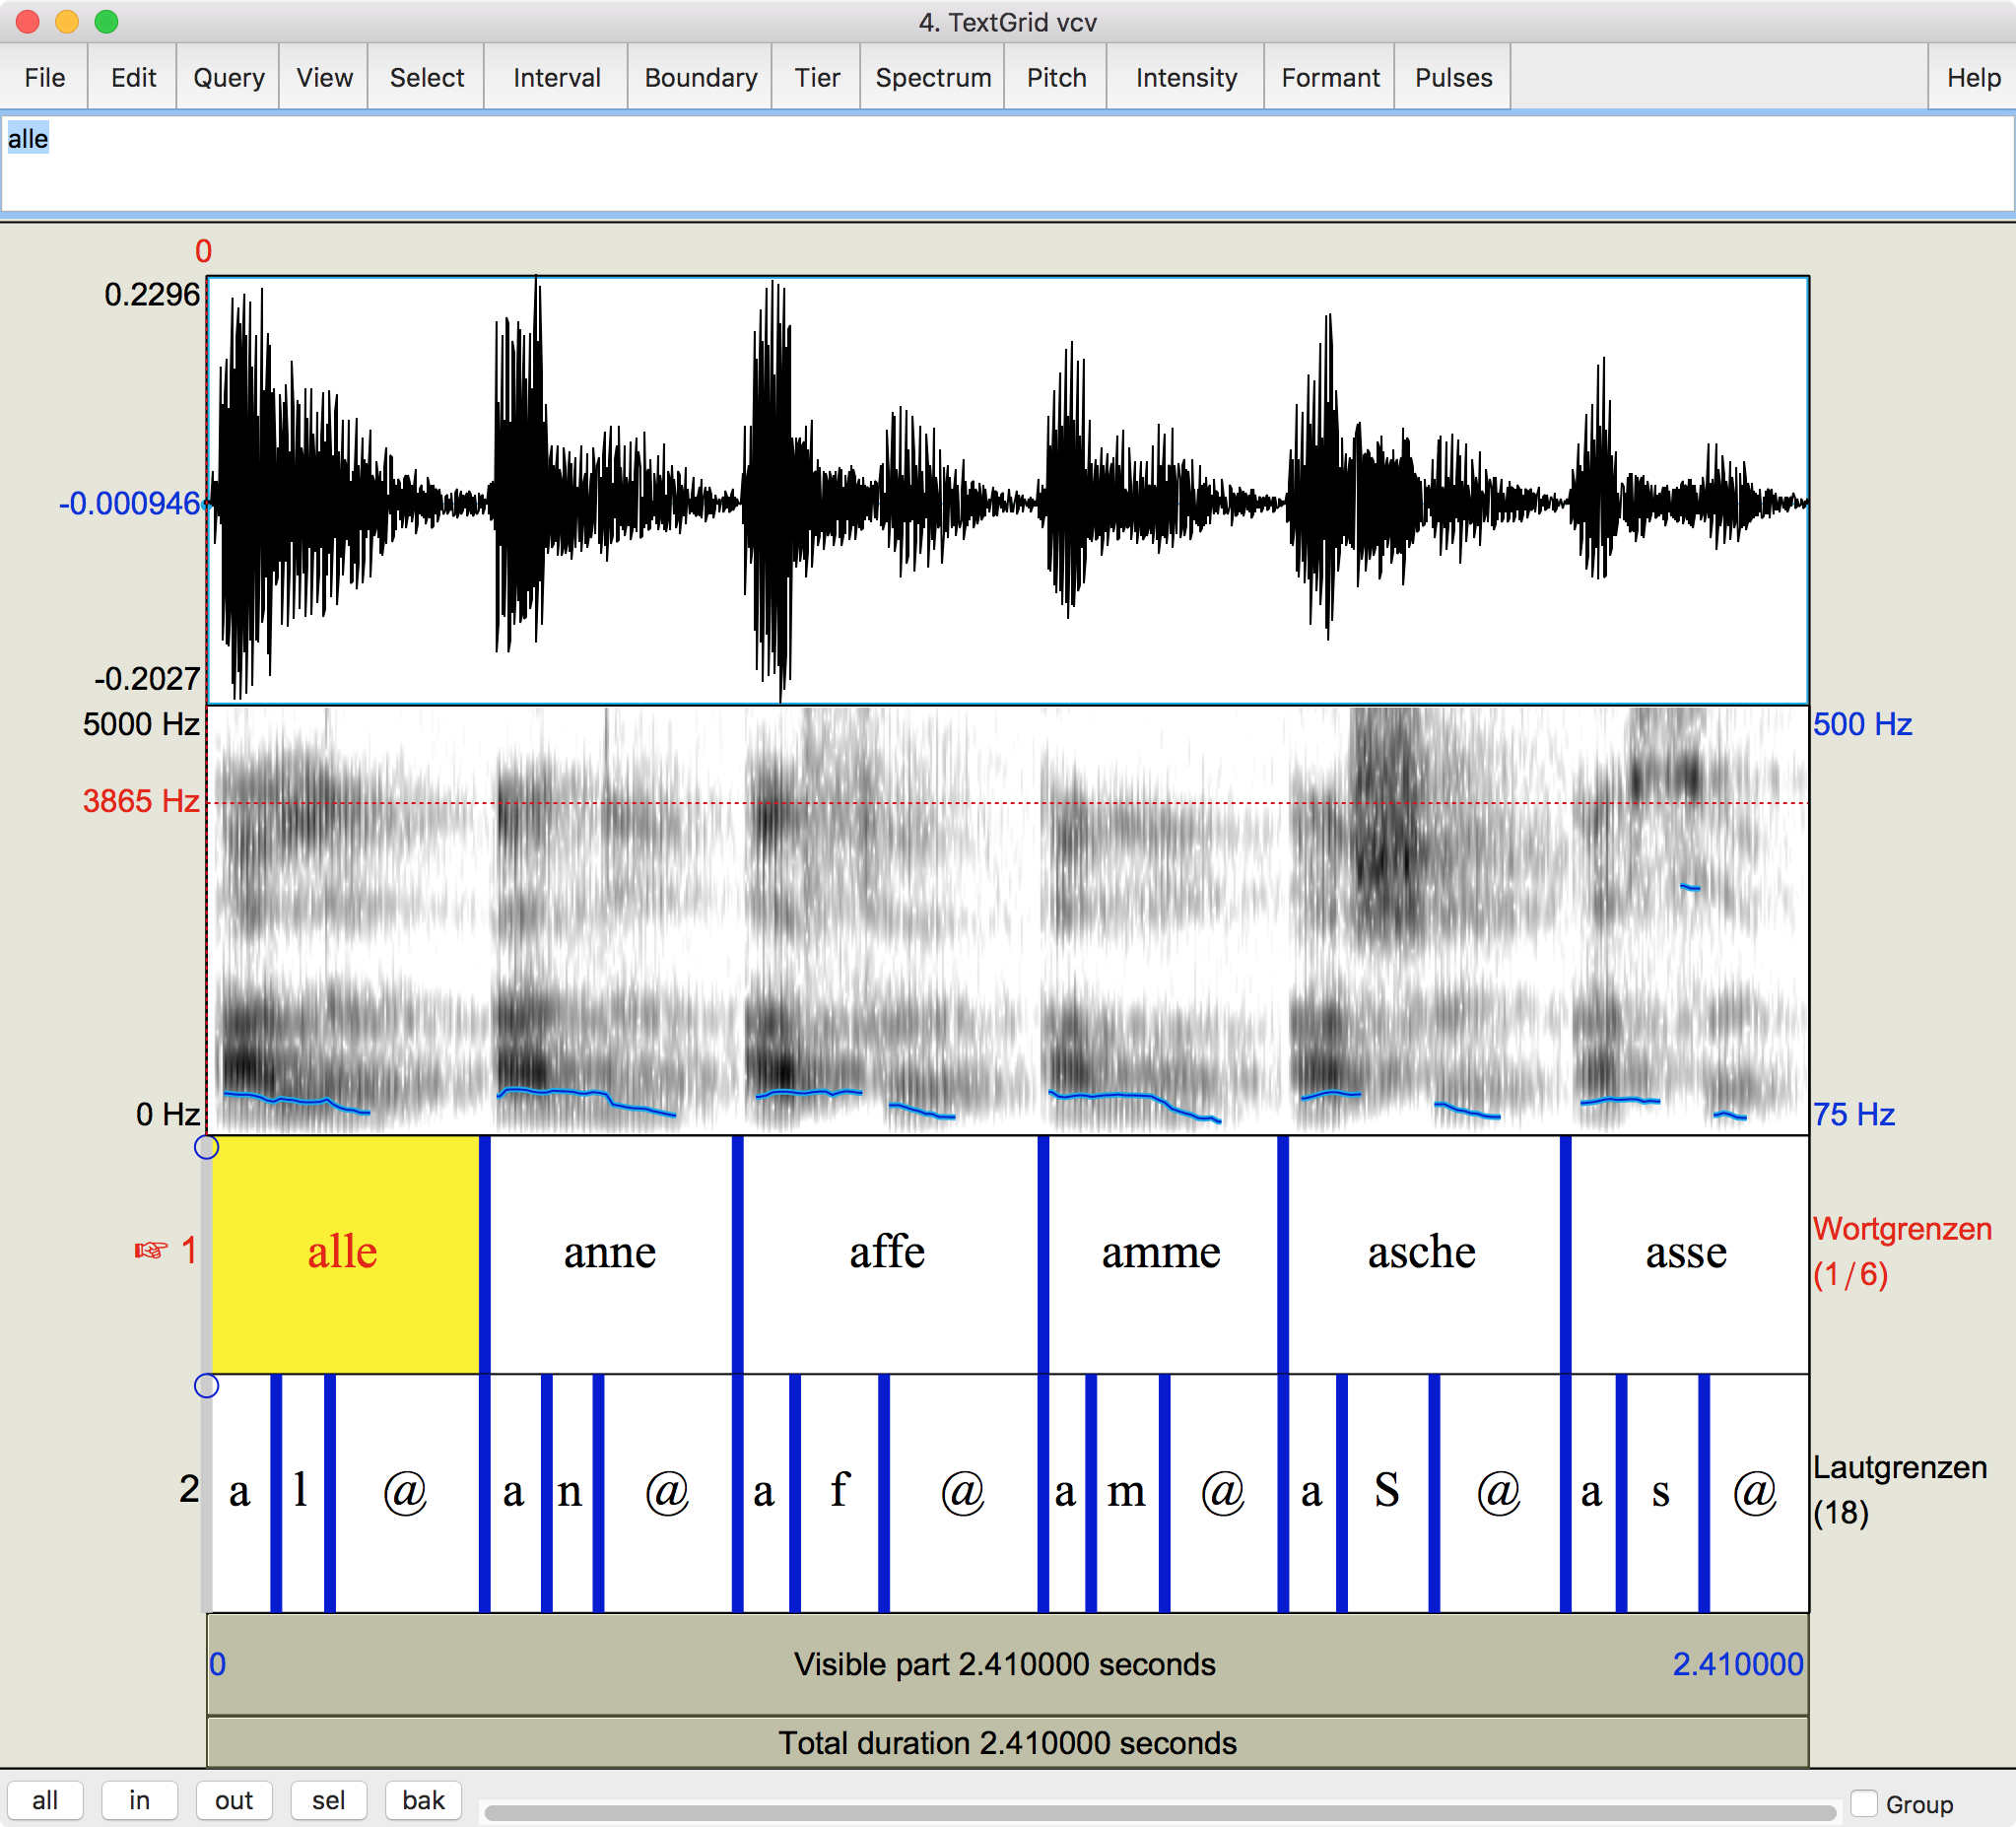 4. TextGrid vcv
File Edit Query View Select Interval Boundary Tier Spectrum Pitch Intensity Formant Pulses Help
alle
0
0.2296
-0.000946
-0.2027
5000 Hz 500 Hz
3865 Hz
0 Hz 75 Hz
☞ 1 alle anne affe amme asche asse Wortgrenzen
(1/6)
2 a l @ a n @ a f @ a m @ a S @ a s @ Lautgrenzen
(18)
0 Visible part 2.410000 seconds 2.410000
Total duration 2.410000 seconds
all in out sel bak Group